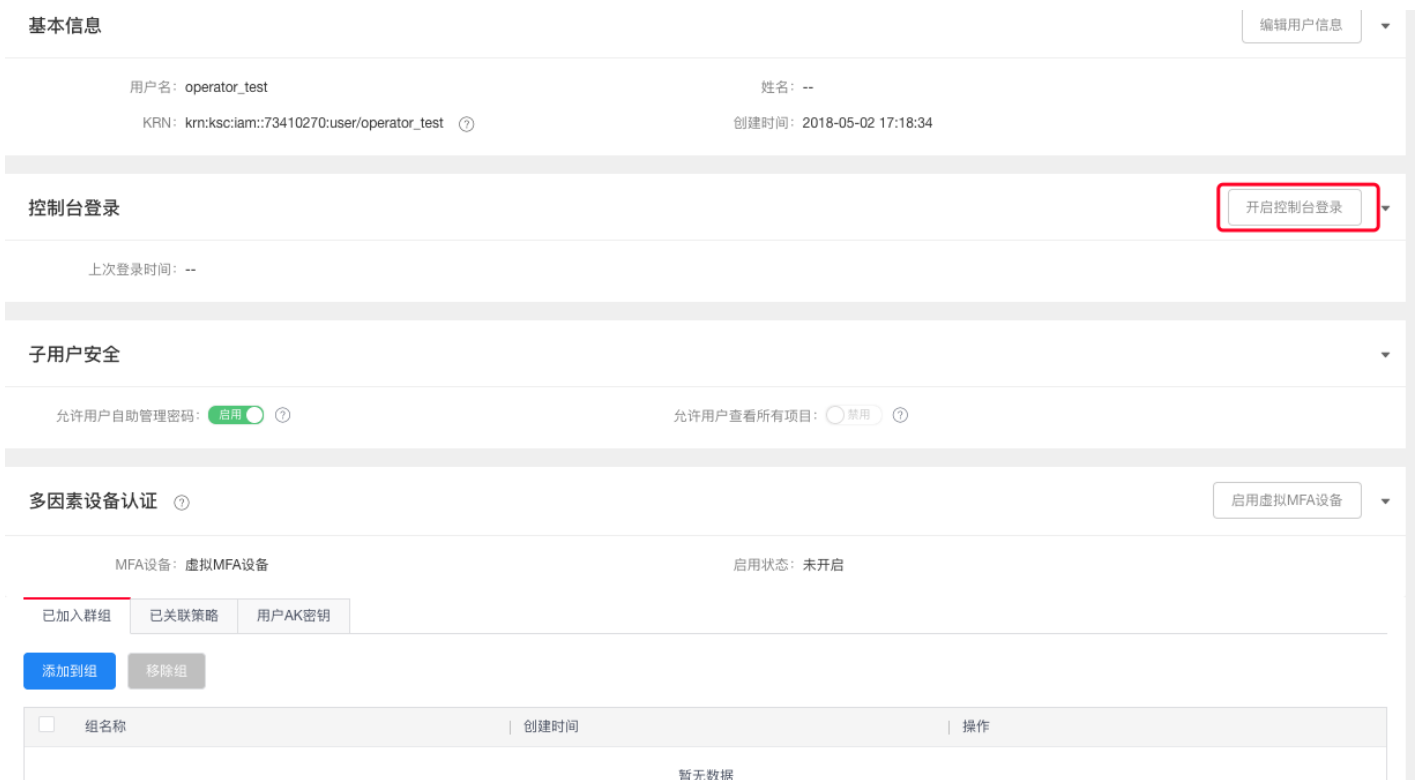 基本信息 编辑用户信息
用户名: operator_test 姓名: --
KRN: krn:ksc:iam::73410270:user/operator_test ? 创建时间: 2018-05-02 17:18:34
控制台登录 开启控制台登录
上次登录时间: --
子用户安全
允许用户自助管理密码: 启用 ? 允许用户查看所有项目: 禁用 ?
多因素设备认证 ? 启用虚拟MFA设备
MFA设备: 虚拟MFA设备 启用状态: 未开启
已加入群组 已关联策略 用户AK密钥
添加到组 移除组
组名称 创建时间 操作
暂无数据